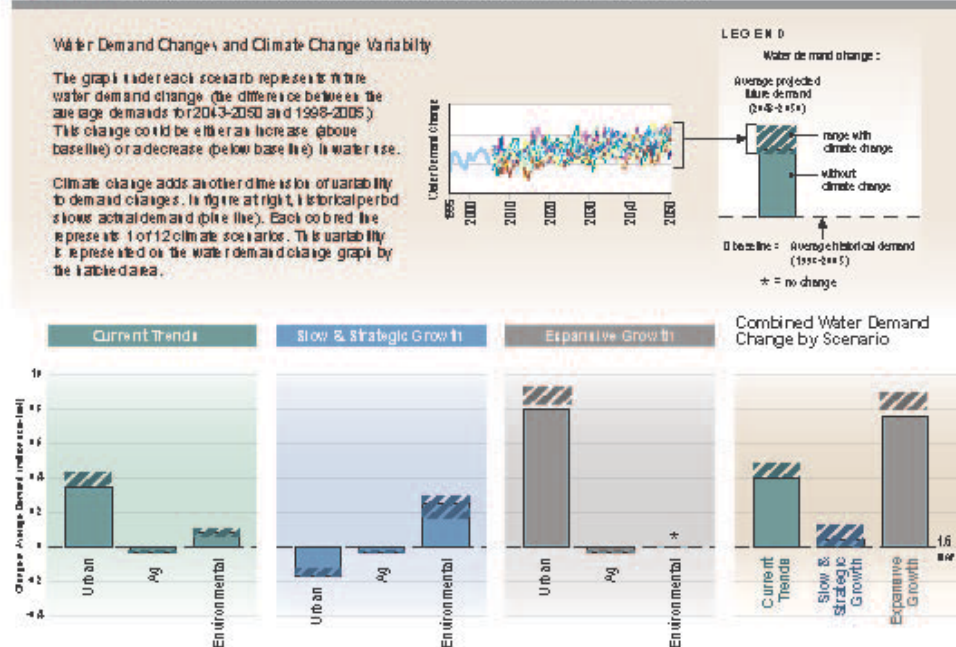 Water Demand Changes and Climate Change Variability
The graph under each scenario represents future
water demand change (the difference between the
average demands for 2043-2050 and 1998-2005)
This change could be either an increase (above
baseline) or a decrease (below baseline) in water use.
Climate change adds another dimension of variability
to demand changes. In figure at right, historical period
shows actual demand (blue line). Each colored line
represents 1 of 12 climate scenarios. This variability
is represented on the water demand change graph by
the hatched area.
Water Demand Change
1995
2000
2010
2020
2030
2040
2050
LEGEND
Water demand change:
Average projected
future demand
(2043-2050)
range with
climate change
without
climate change
0 baseline = Average historical demand
(1998-2005)
* = no change
Current Trends
Slow & Strategic Growth
Expansive Growth
Combined Water Demand
Change by Scenario
Urban
Ag
Environmental
Urban
Ag
Environmental
Urban
Ag
*
Environmental
Current
Trends
Slow &
Strategic
Growth
Expansive
Growth
1.6